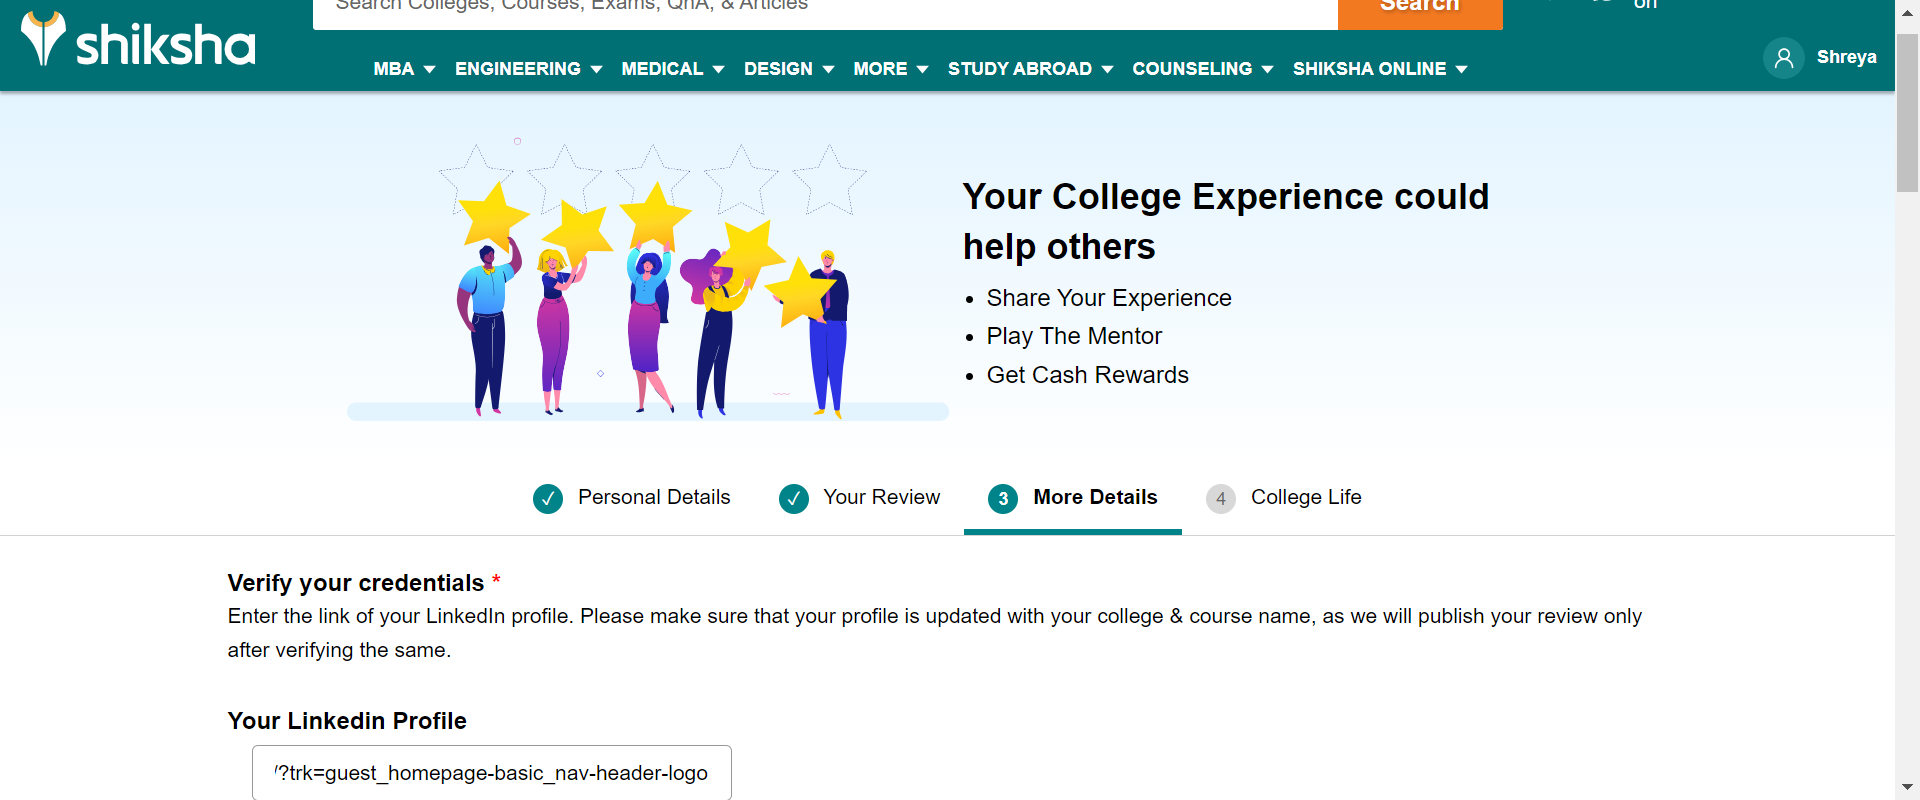 Search Colleges, Courses, Exams, QnA, & Articles
Search
on
shiksha
MBA ENGINEERING MEDICAL DESIGN MORE STUDY ABROAD COUNSELING SHIKSHA ONLINE
Shreya
Your College Experience could
help others
• Share Your Experience
• Play The Mentor
• Get Cash Rewards
Personal Details Your Review 3 More Details 4 College Life
Verify your credentials *
Enter the link of your LinkedIn profile. Please make sure that your profile is updated with your college & course name, as we will publish your review only
after verifying the same.
Your Linkedin Profile
/?trk=guest_homepage-basic_nav-header-logo